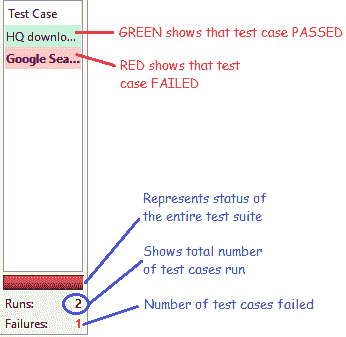 Test Case
HQ downlo...
Google Sea...
GREEN shows that test case PASSED
RED shows that test
case FAILED
Represents status of
the entire test suite
Shows total number
of test cases run
Runs: 2
Failures: 1
Number of test cases failed